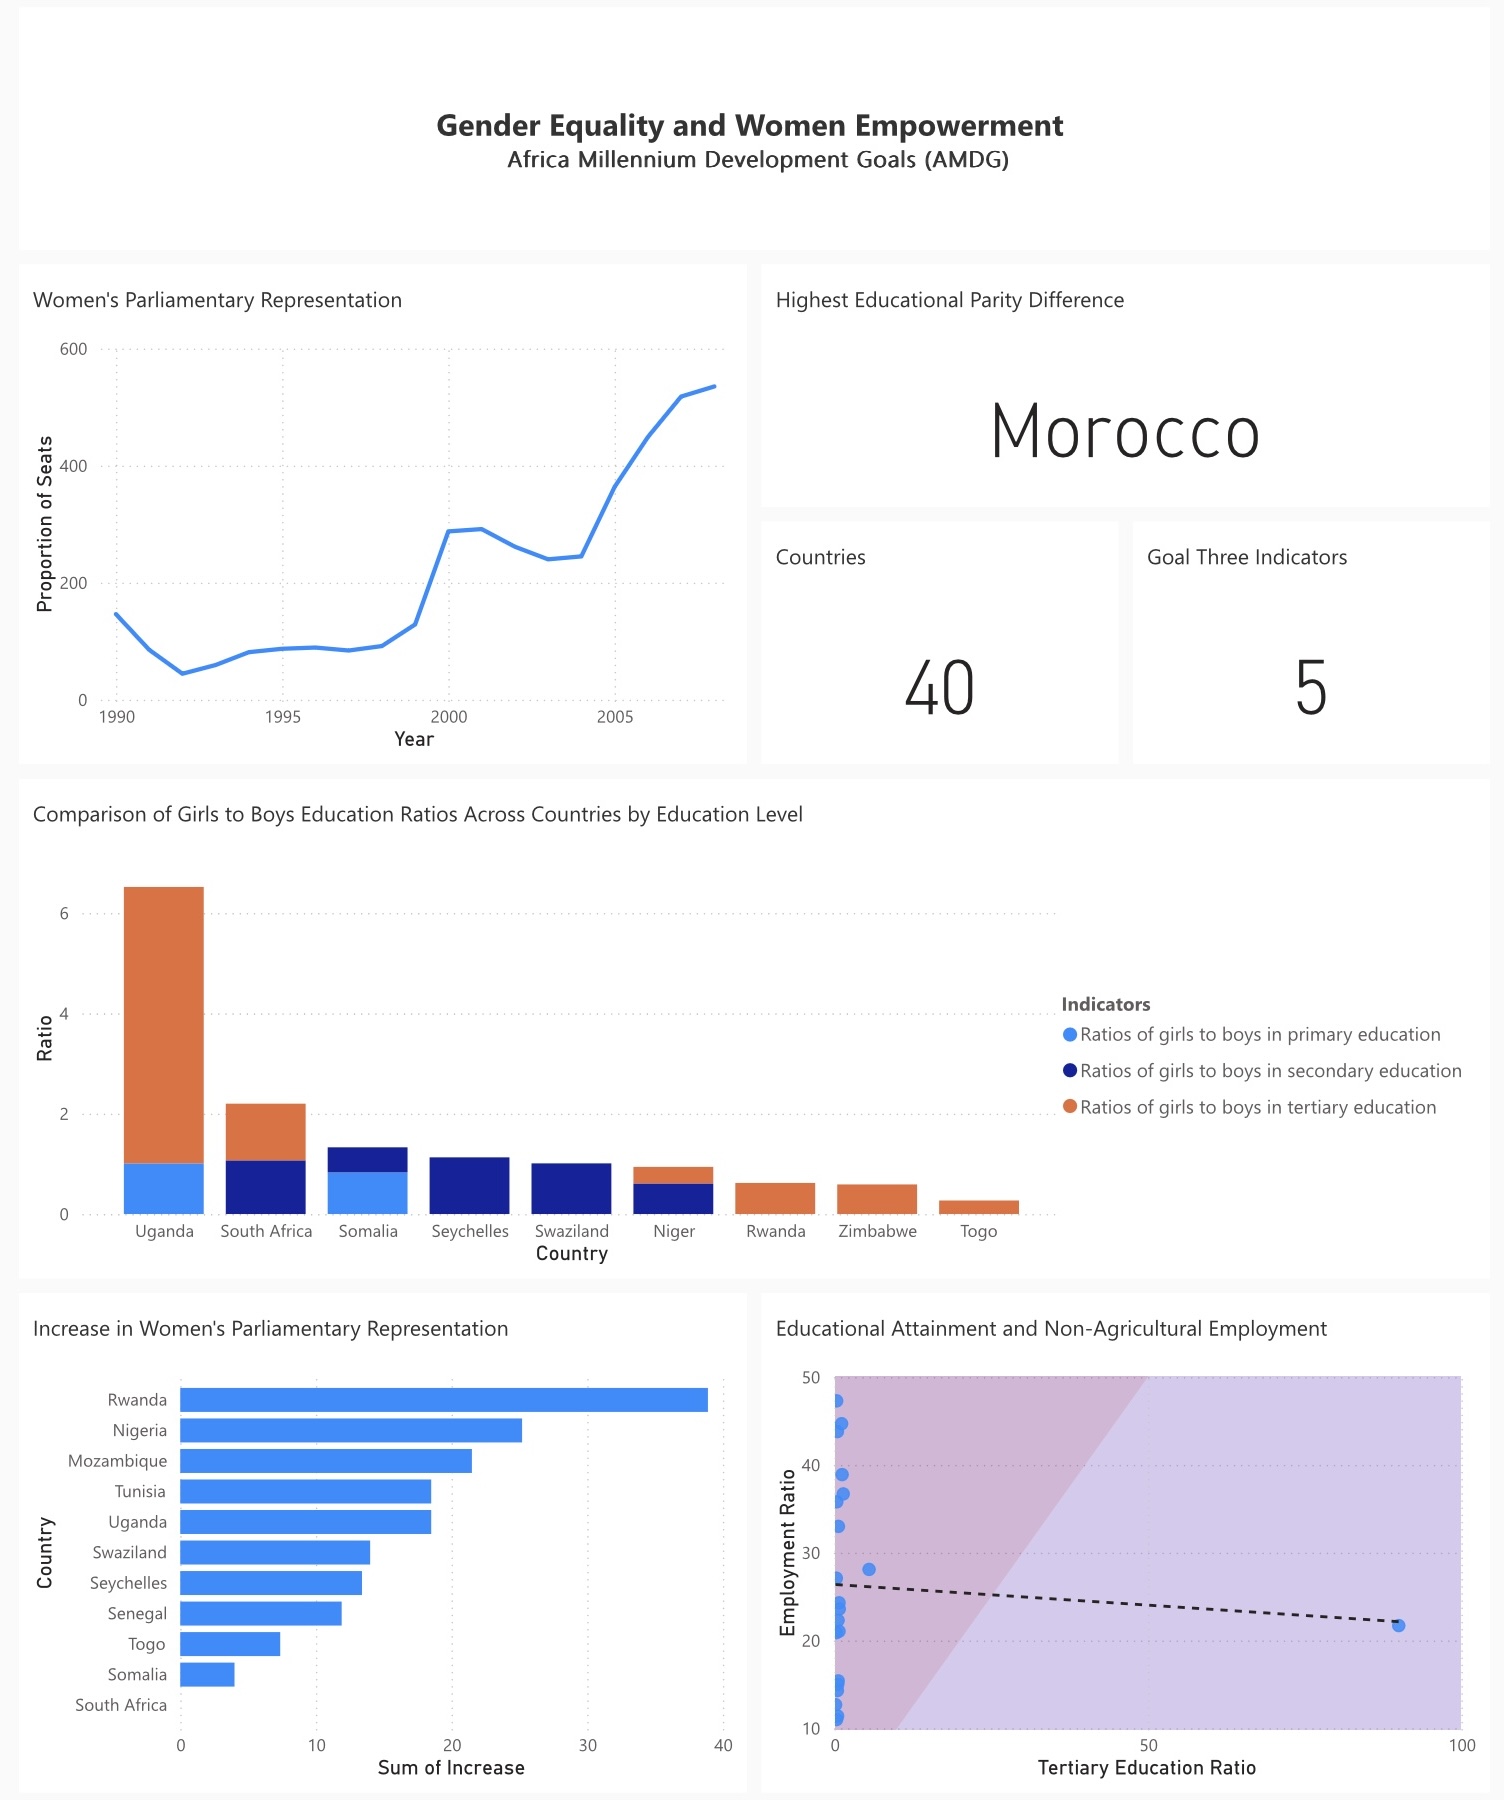 Gender Equality and Women Empowerment
Africa Millennium Development Goals (AMDG)
Women's Parliamentary Representation
600
400
200
0
Proportion of Seats
1990 1995 2000 2005
Year
Highest Educational Parity Difference
Morocco
Countries
40
Goal Three Indicators
5
Comparison of Girls to Boys Education Ratios Across Countries by Education Level
6
4
2
0
Ratio
Uganda South Africa Somalia Seychelles Swaziland Niger Rwanda Zimbabwe Togo
Country
Indicators
Ratios of girls to boys in primary education
Ratios of girls to boys in secondary education
Ratios of girls to boys in tertiary education
Increase in Women's Parliamentary Representation
Country
Rwanda
Nigeria
Mozambique
Tunisia
Uganda
Swaziland
Seychelles
Senegal
Togo
Somalia
South Africa
0 10 20 30 40
Sum of Increase
Educational Attainment and Non-Agricultural Employment
50
40
30
20
10
Employment Ratio
0 50 100
Tertiary Education Ratio